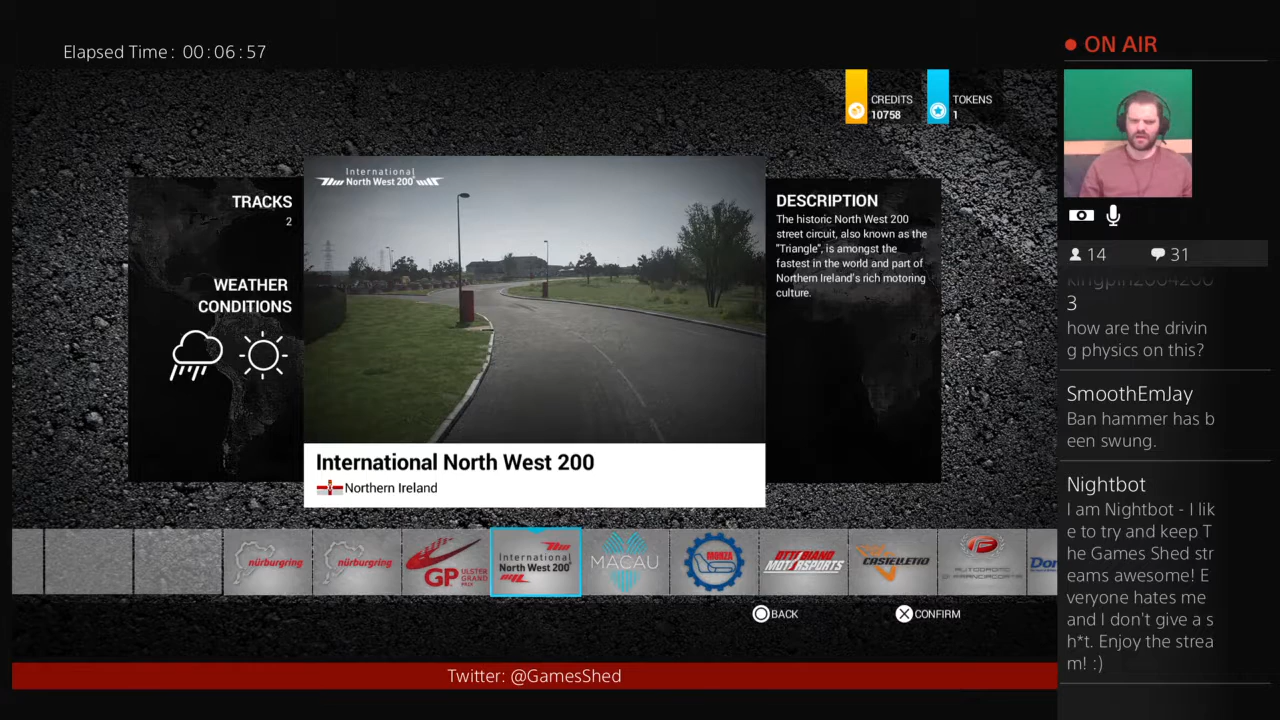 Elapsed Time: 00:06:57
ON AIR
CREDITS
10758
TOKENS
1
14
31
TRACKS
2
WEATHER
CONDITIONS
International
North West 200
DESCRIPTION
The historic North West 200
street circuit, also known as the
"Triangle", is amongst the
fastest in the world and part of
Northern Ireland's rich motoring
culture.
International North West 200
Northern Ireland
nürburgring
nürburgring
GP ULSTER
GRAND
PRIX
International
North West 200
MACAU
MONZA
OTTOBIANO
MOTORSPORTS
CASTELLETTO
AUTODROMO
DI FRANCIACORTA
Don
BACK
CONFIRM
Twitter: @GamesShed
3
how are the drivin
g physics on this?
SmoothEmJay
Ban hammer has b
een swung.
Nightbot
I am Nightbot - I lik
e to try and keep T
he Games Shed str
eams awesome! E
veryone hates me
and I don't give a s
h*t. Enjoy the strea
m! :)